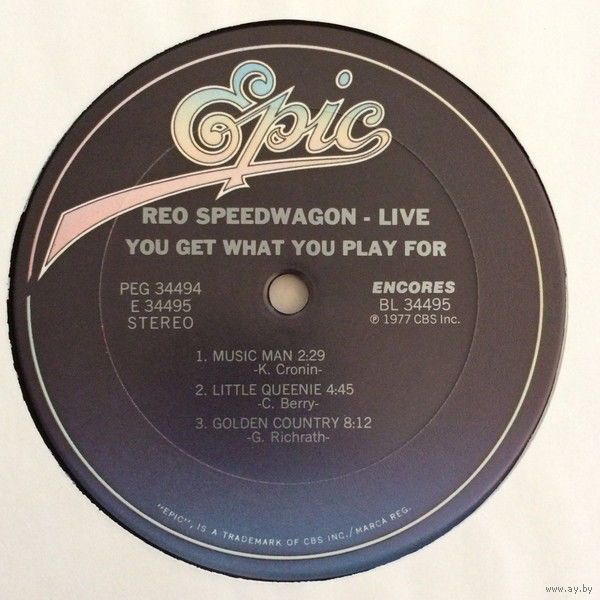 Epic
REO SPEEDWAGON - LIVE
YOU GET WHAT YOU PLAY FOR
PEG 34494
E 34495
STEREO
ENCORES
BL 34495
℗ 1977 CBS Inc.
1. MUSIC MAN 2:29
-K. Cronin-
2. LITTLE QUEENIE 4:45
-C. Berry-
3. GOLDEN COUNTRY 8:12
-G. Richrath-
"EPIC", IS A TRADEMARK OF CBS INC./MARCA REG.
www.ay.by